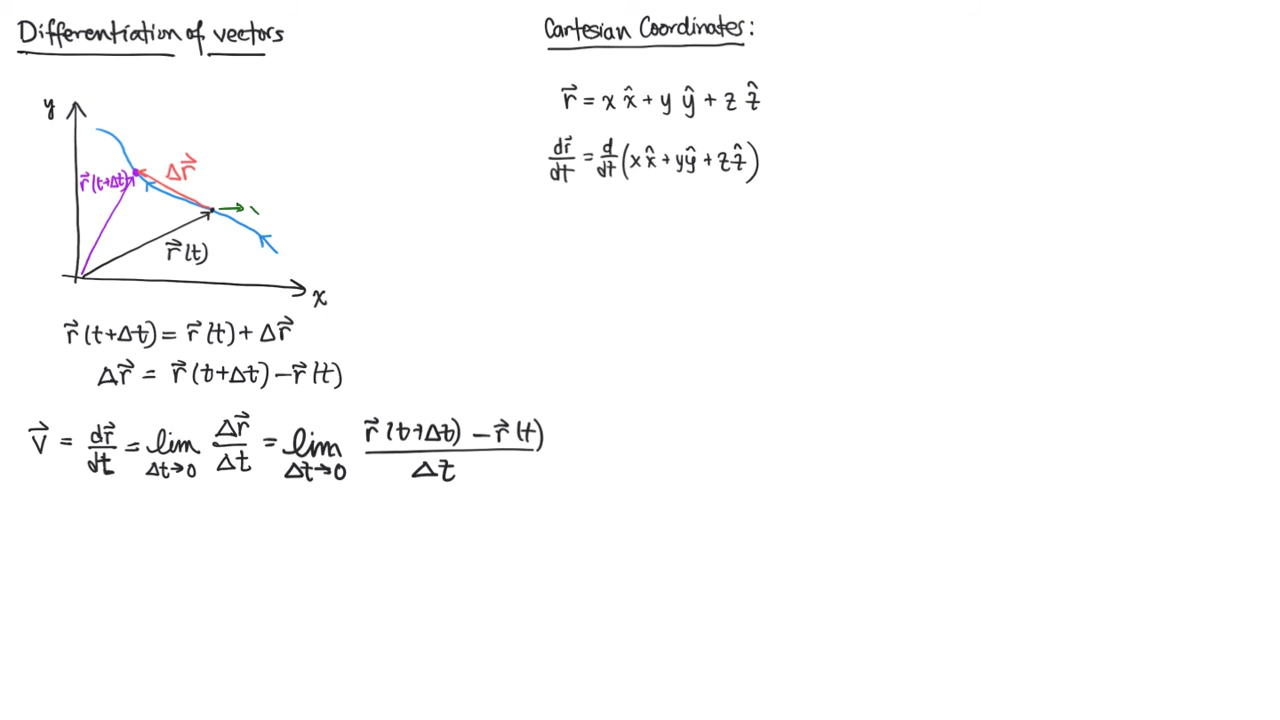 Differentiation of vectors
y
r⃗(t+Δt)
Δr⃗
r⃗(t)
x
r⃗(t+Δt) = r⃗(t) + Δr⃗
Δr⃗ = r⃗(t+Δt) − r⃗(t)
v⃗ = dr⃗/dt = lim Δt→0 Δr⃗/Δt = lim Δt→0 (r⃗(t+Δt) − r⃗(t))/Δt
Cartesian Coordinates:
r⃗ = x x̂ + y ŷ + z ẑ
dr⃗/dt = d/dt (x x̂ + y ŷ + z ẑ)